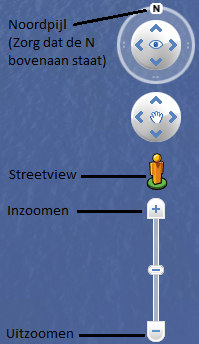 N
Noordpijl
(Zorg dat de N
bovenaan staat)
Streetview
Inzoomen
+
−
−
Uitzoomen